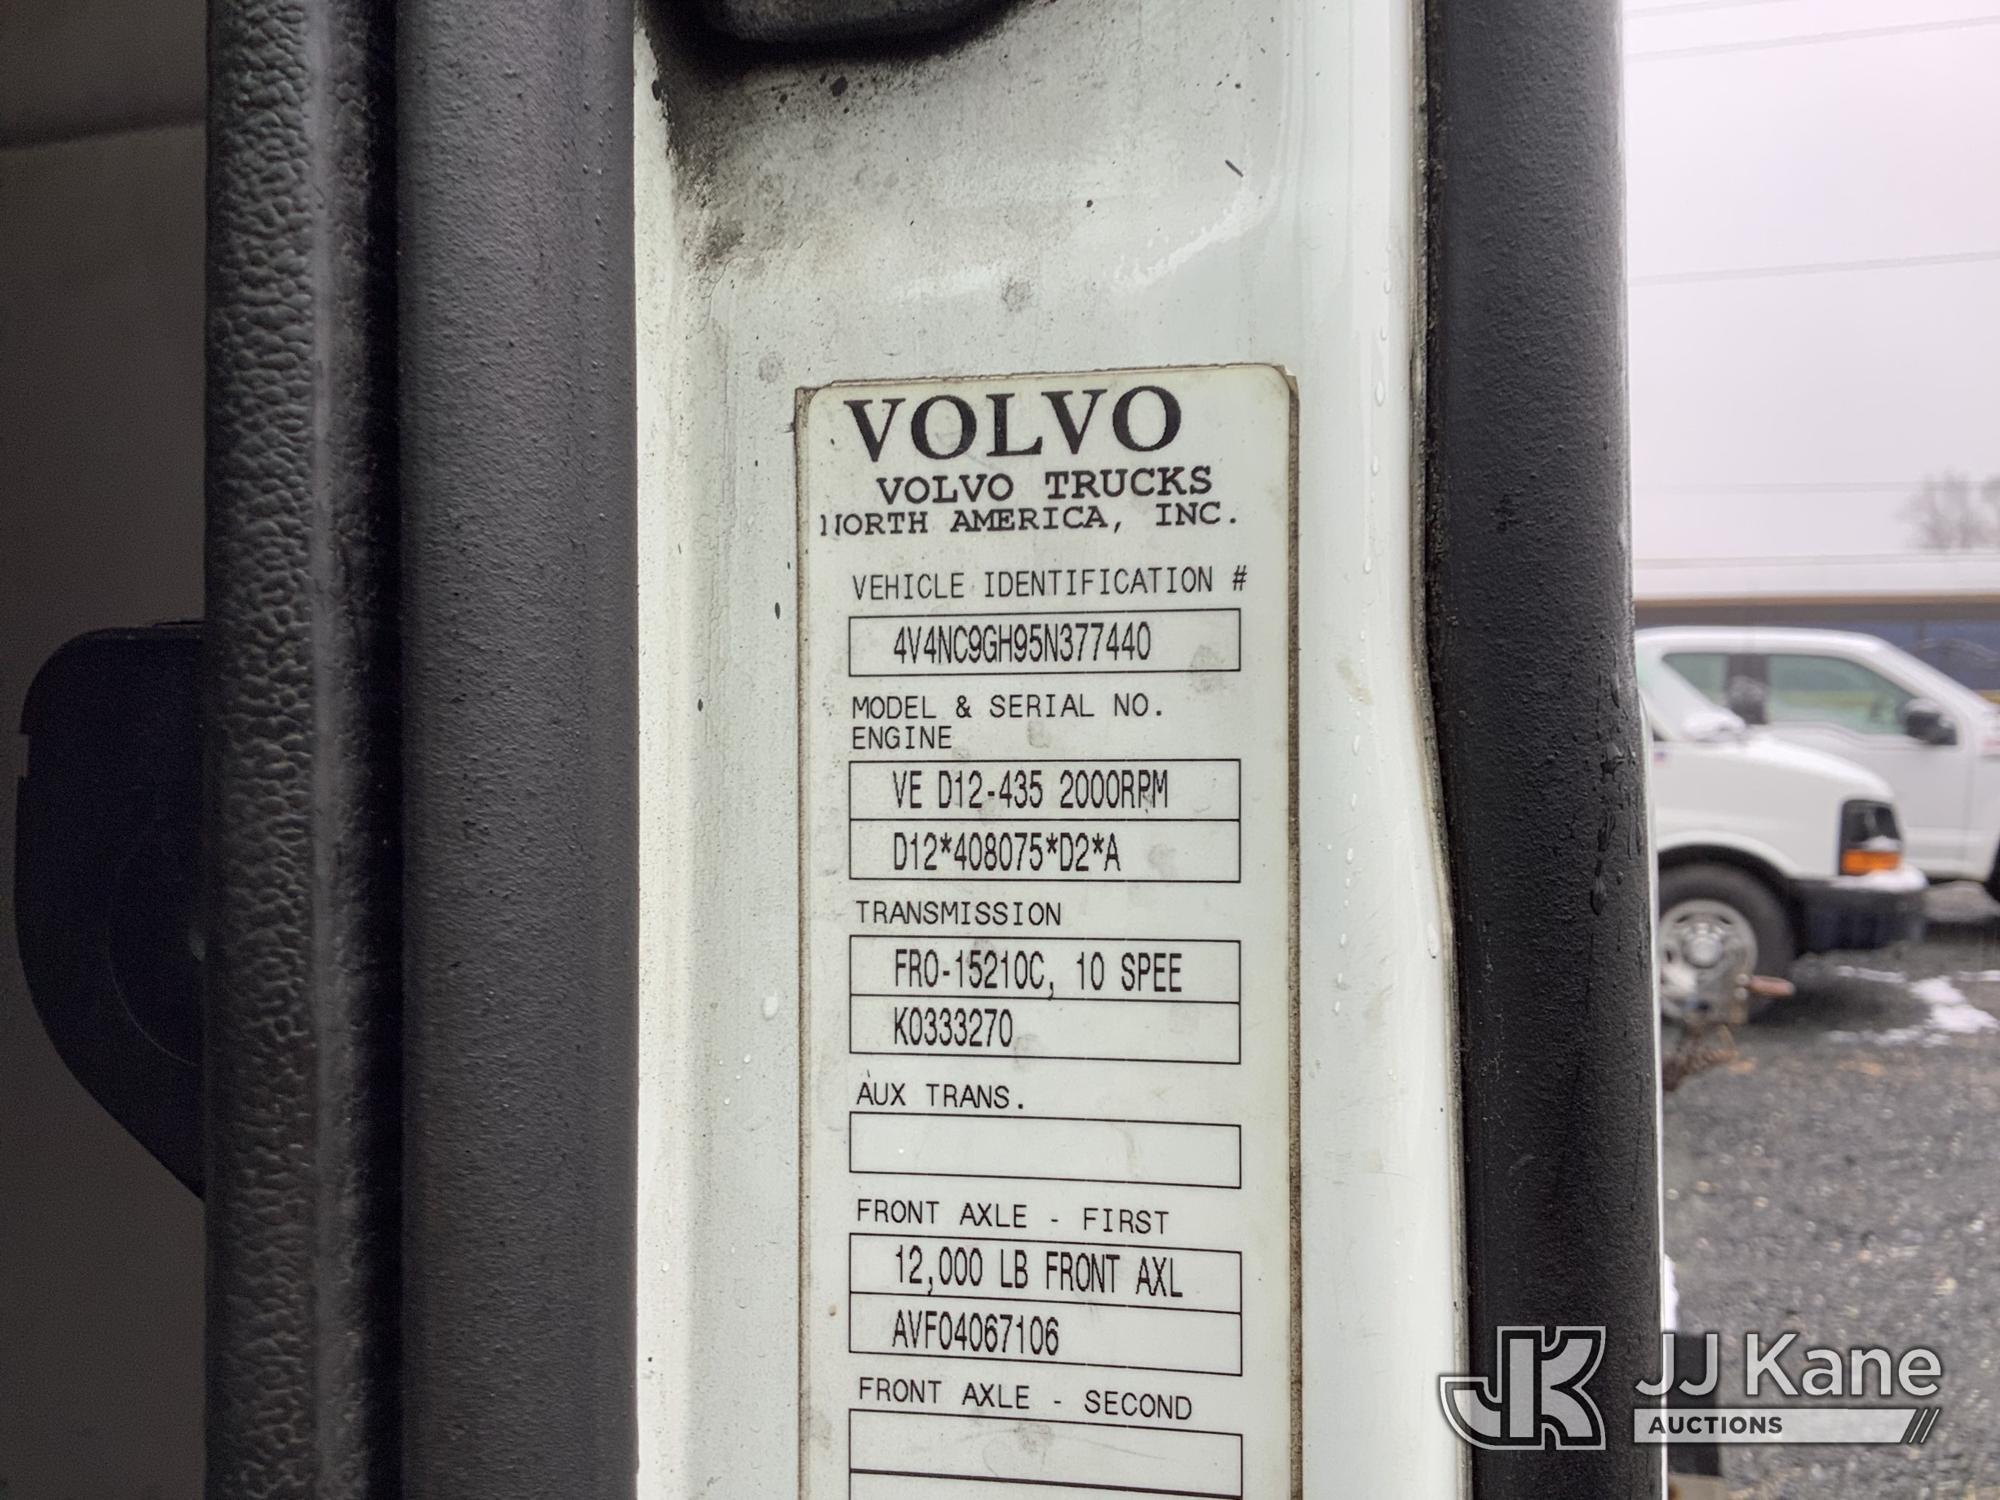 VOLVO
VOLVO TRUCKS
NORTH AMERICA, INC.
VEHICLE IDENTIFICATION #
4V4NC9GH95N377440
MODEL & SERIAL NO.
ENGINE
VE D12-435 2000RPM
D12*408075*D2*A
TRANSMISSION
FRO-15210C, 10 SPEE
K0333270
AUX TRANS.
FRONT AXLE - FIRST
12,000 LB FRONT AXL
AVF04067106
FRONT AXLE - SECOND
JK JJ Kane
AUCTIONS